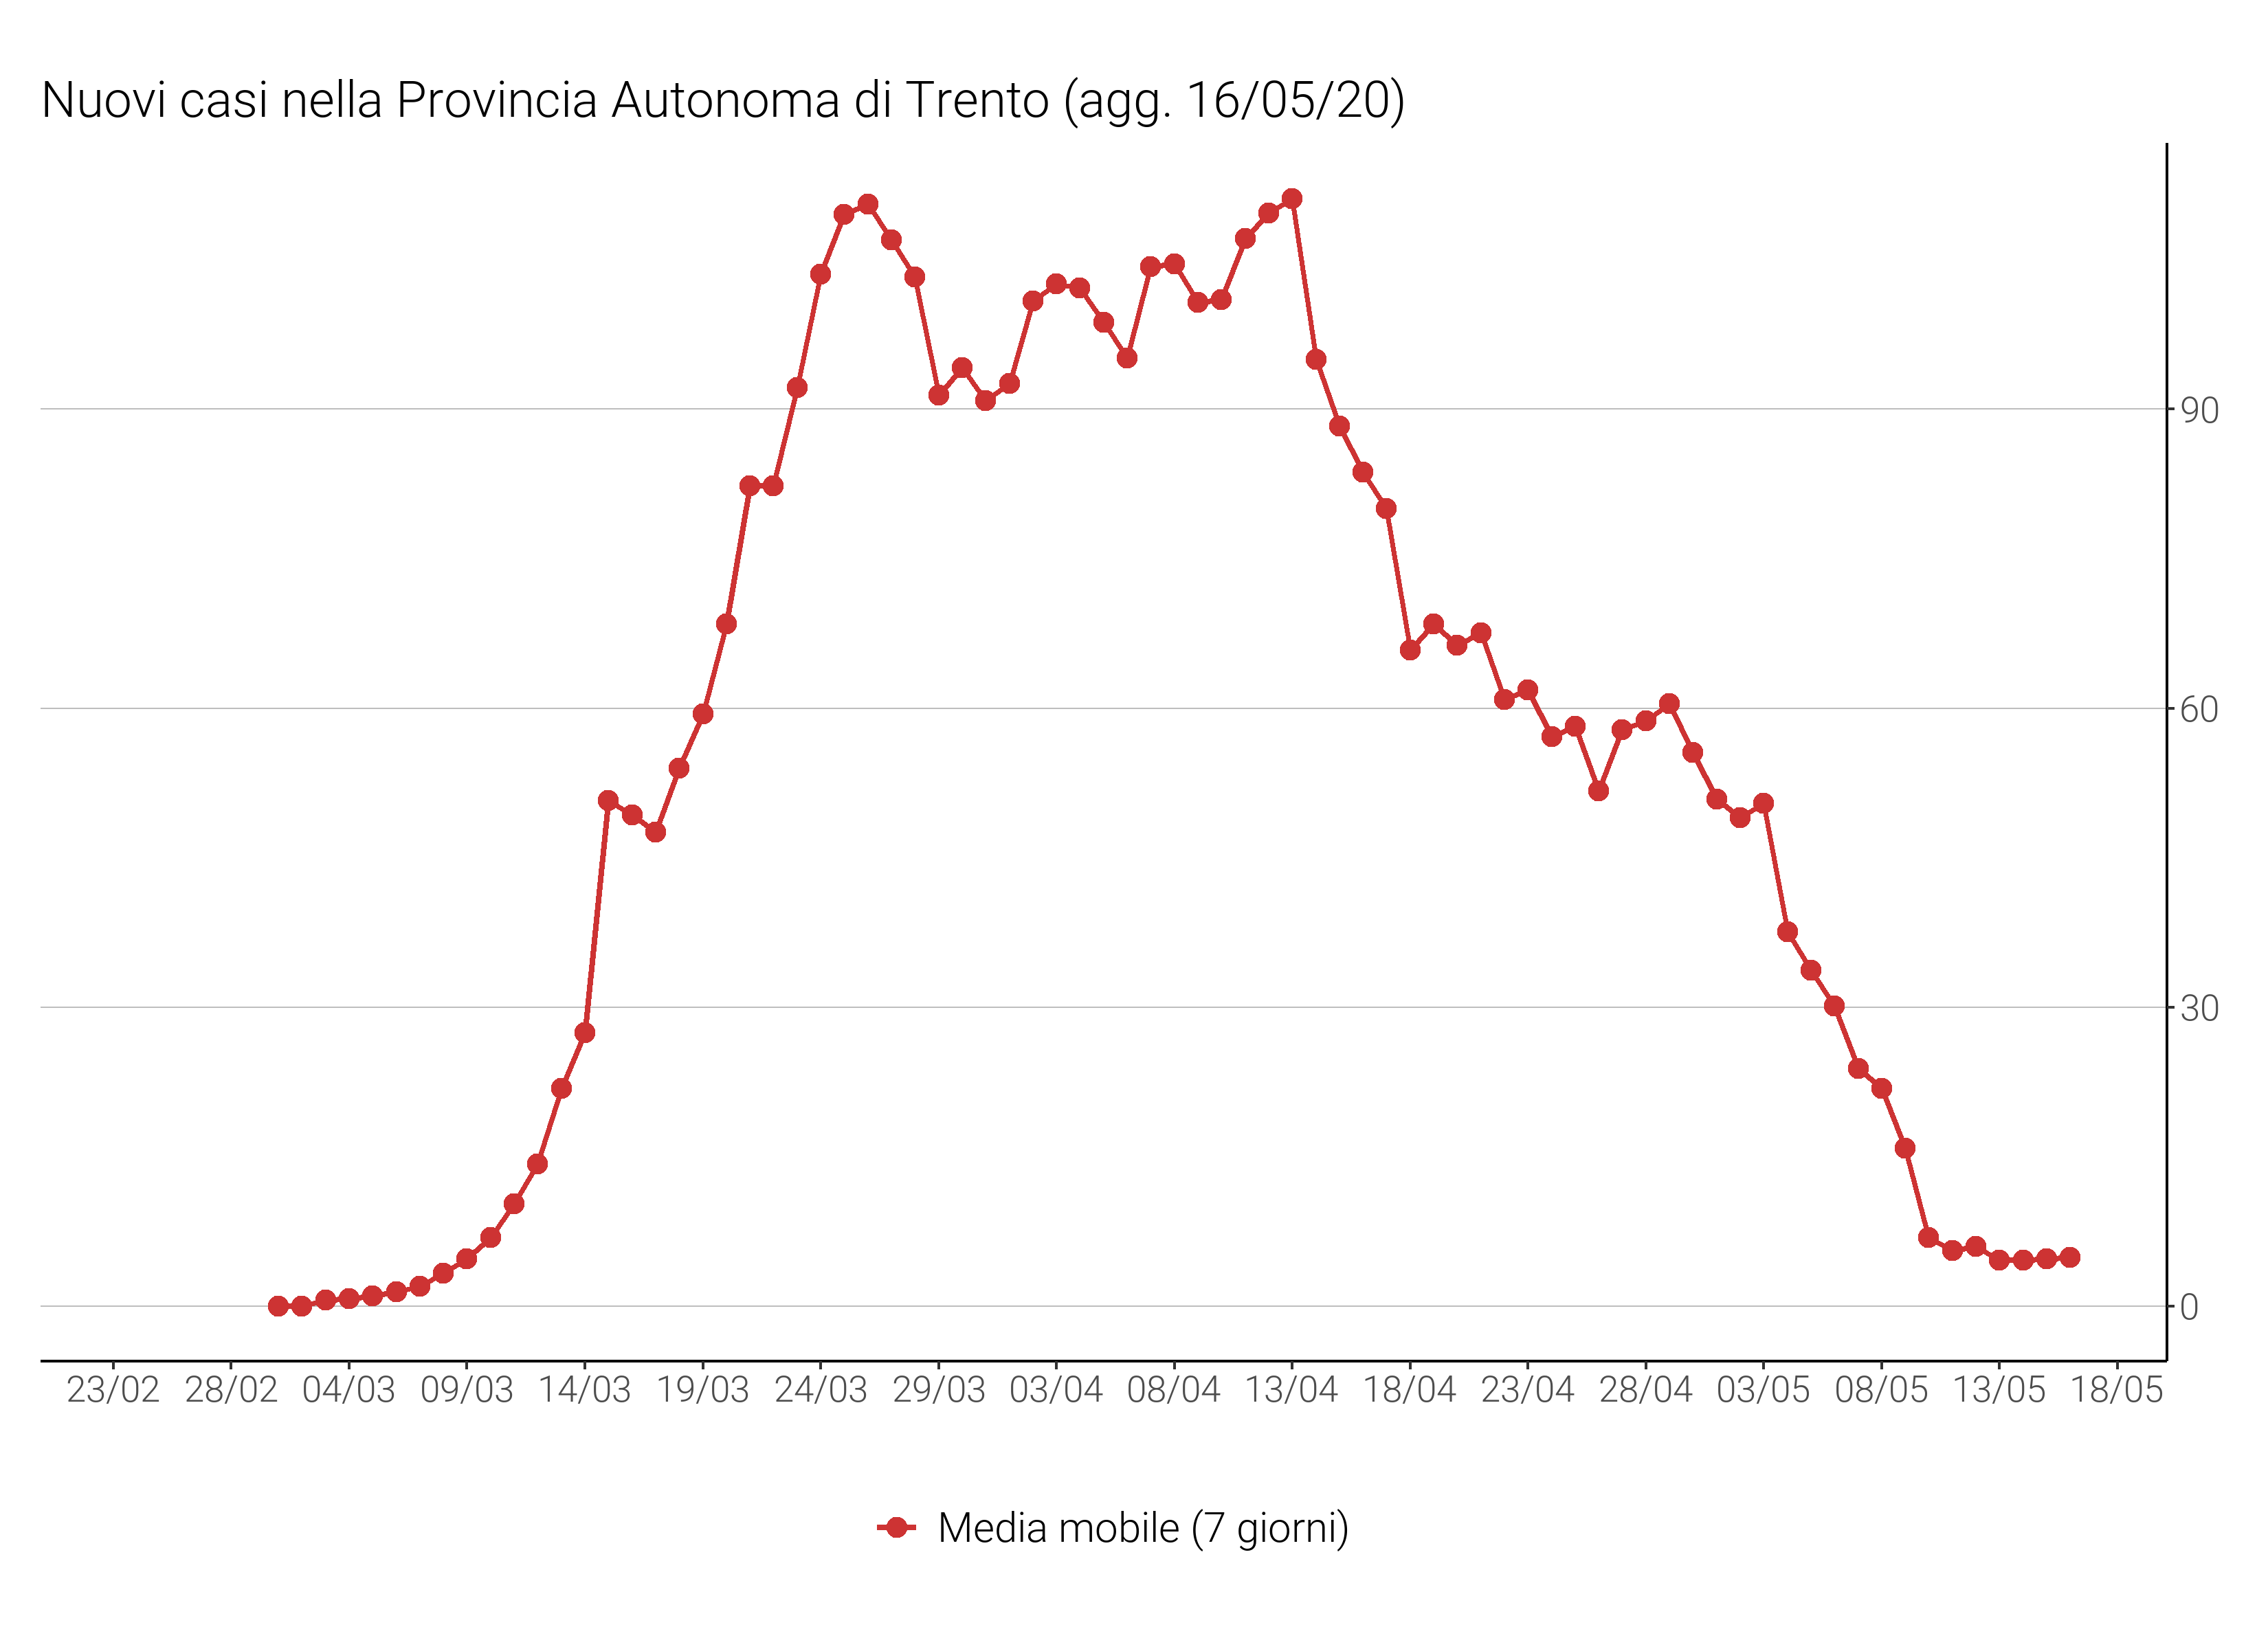 Nuovi casi nella Provincia Autonoma di Trento (agg. 16/05/20)
90
60
30
0
23/02 28/02 04/03 09/03 14/03 19/03 24/03 29/03 03/04 08/04 13/04 18/04 23/04 28/04 03/05 08/05 13/05 18/05
Media mobile (7 giorni)